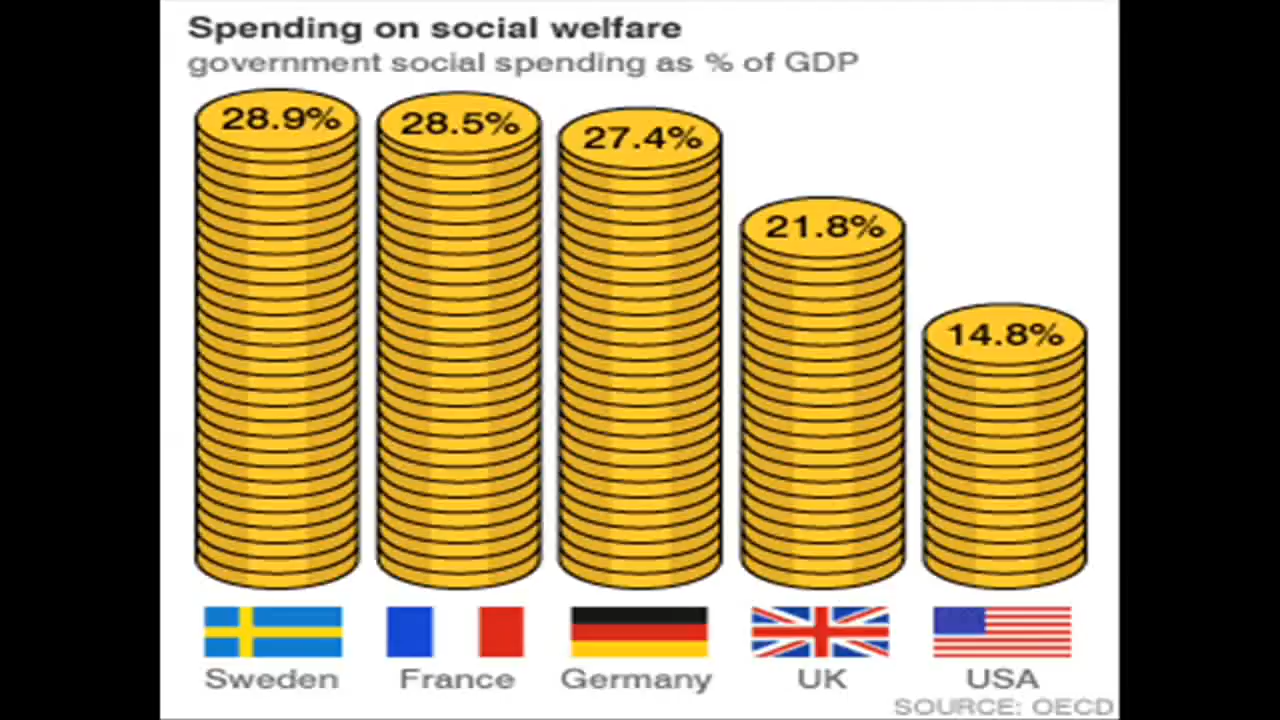 Spending on social welfare
government social spending as % of GDP
28.9% 28.5% 27.4% 21.8% 14.8%
Sweden France Germany UK USA
SOURCE: OECD